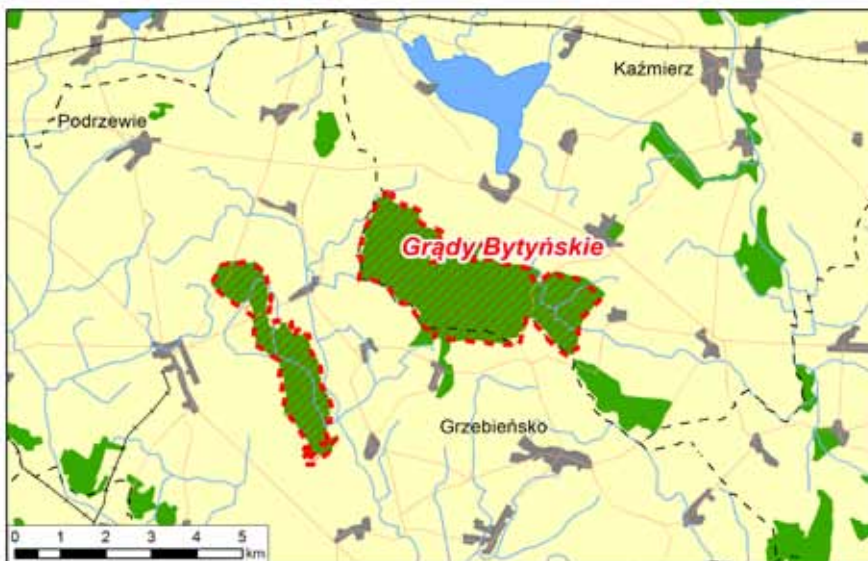 Kaźmierz
Podrzewie
Grądy Bytyńskie
Grzebieńsko
0 1 2 3 4 5
km